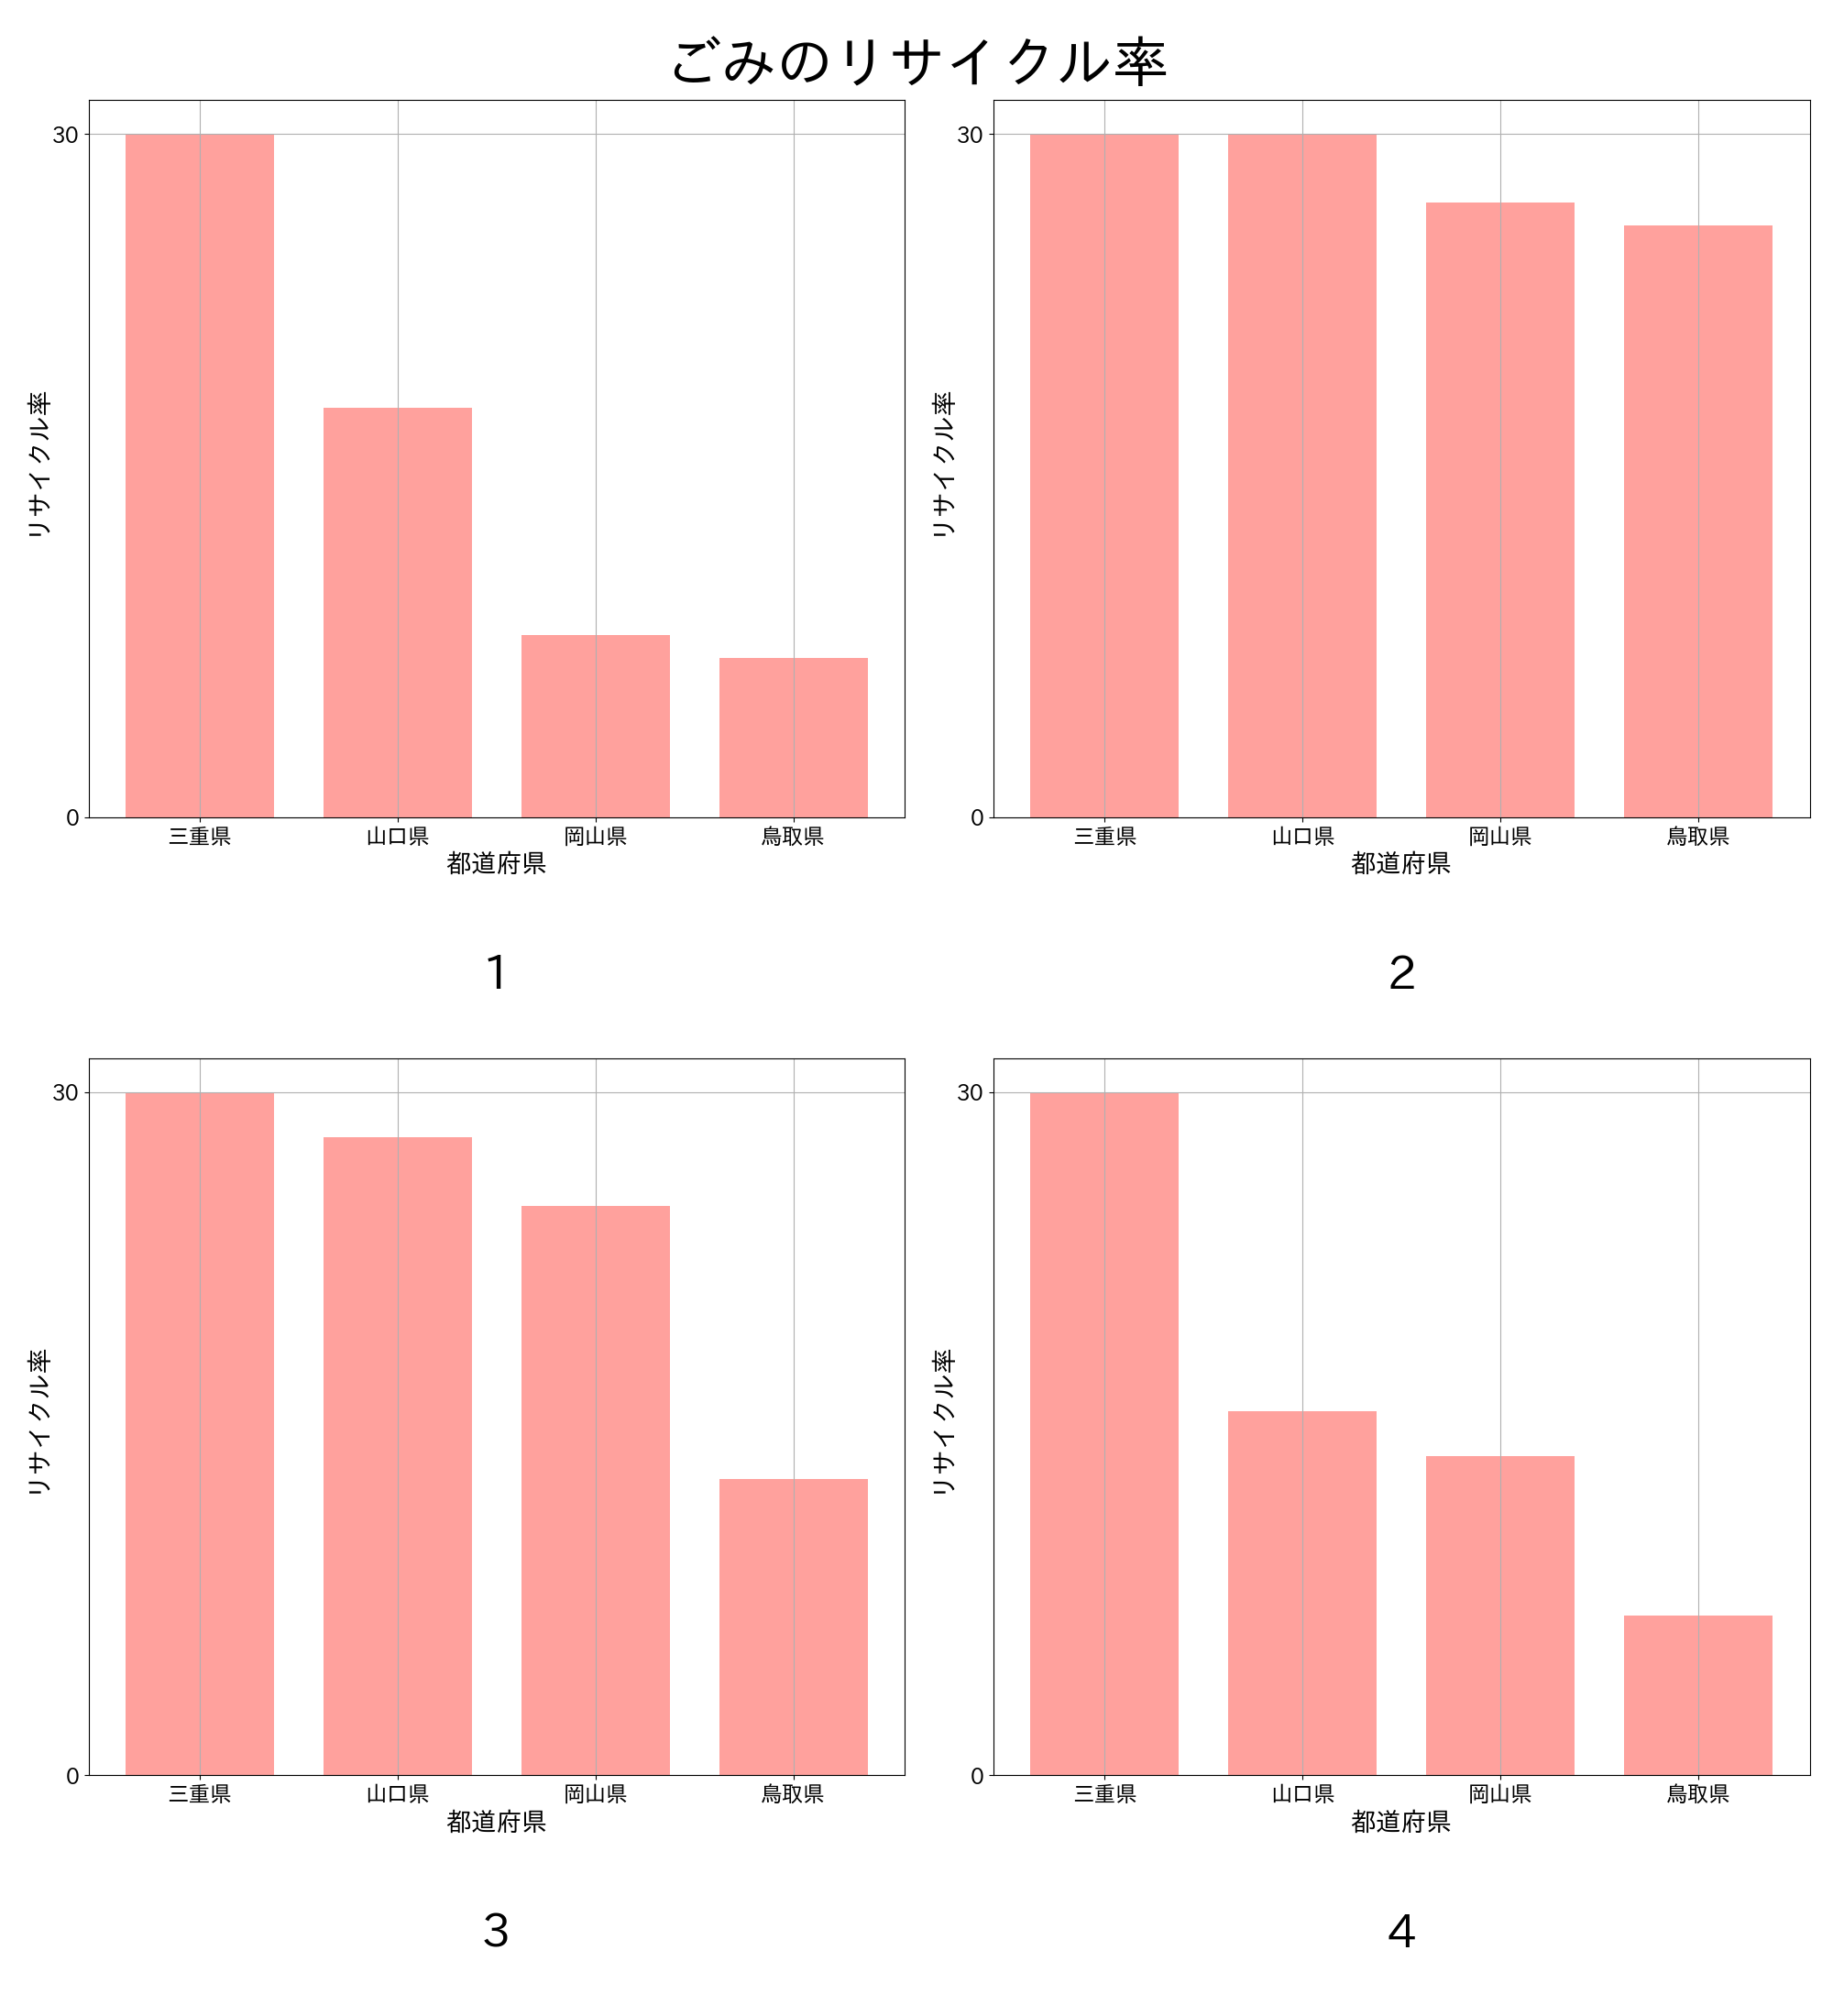 ごみのリサイクル率
30
0
リサイクル率
三重県 山口県 岡山県 鳥取県
都道府県
1
30
0
リサイクル率
三重県 山口県 岡山県 鳥取県
都道府県
2
30
0
リサイクル率
三重県 山口県 岡山県 鳥取県
都道府県
3
30
0
リサイクル率
三重県 山口県 岡山県 鳥取県
都道府県
4